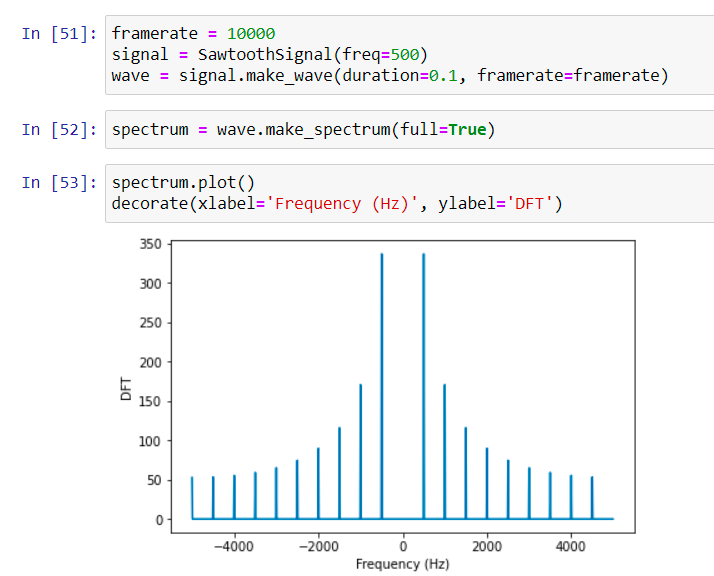 In [51]: framerate = 10000
signal = SawtoothSignal(freq=500)
wave = signal.make_wave(duration=0.1, framerate=framerate)
In [52]: spectrum = wave.make_spectrum(full=True)
In [53]: spectrum.plot()
decorate(xlabel='Frequency (Hz)', ylabel='DFT')
350
300
250
200
150
100
50
0
DFT
−4000 −2000 0 2000 4000
Frequency (Hz)